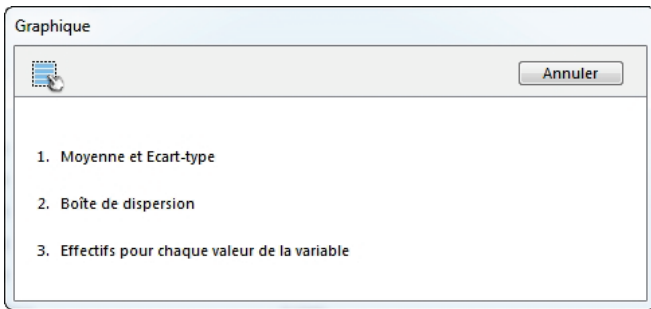 Graphique
Annuler
1. Moyenne et Ecart-type
2. Boîte de dispersion
3. Effectifs pour chaque valeur de la variable